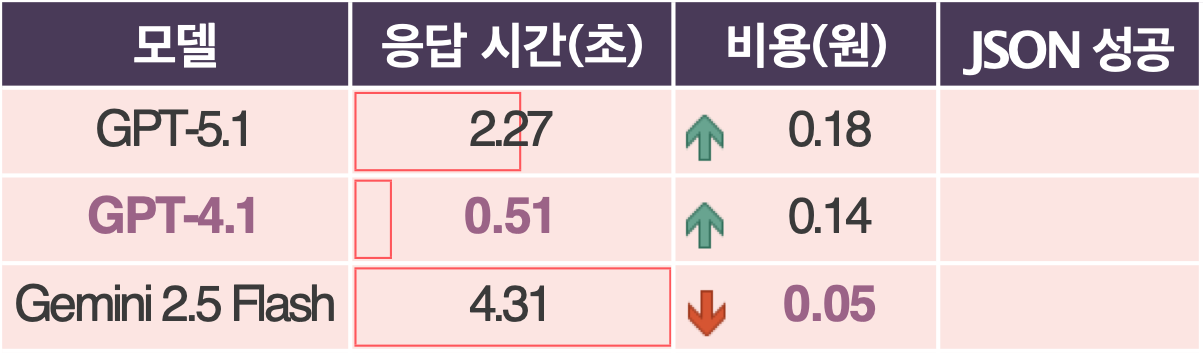 모델 응답 시간(초) 비용(원) JSON 성공
GPT-5.1 2.27 0.18
GPT-4.1 0.51 0.14
Gemini 2.5 Flash 4.31 0.05